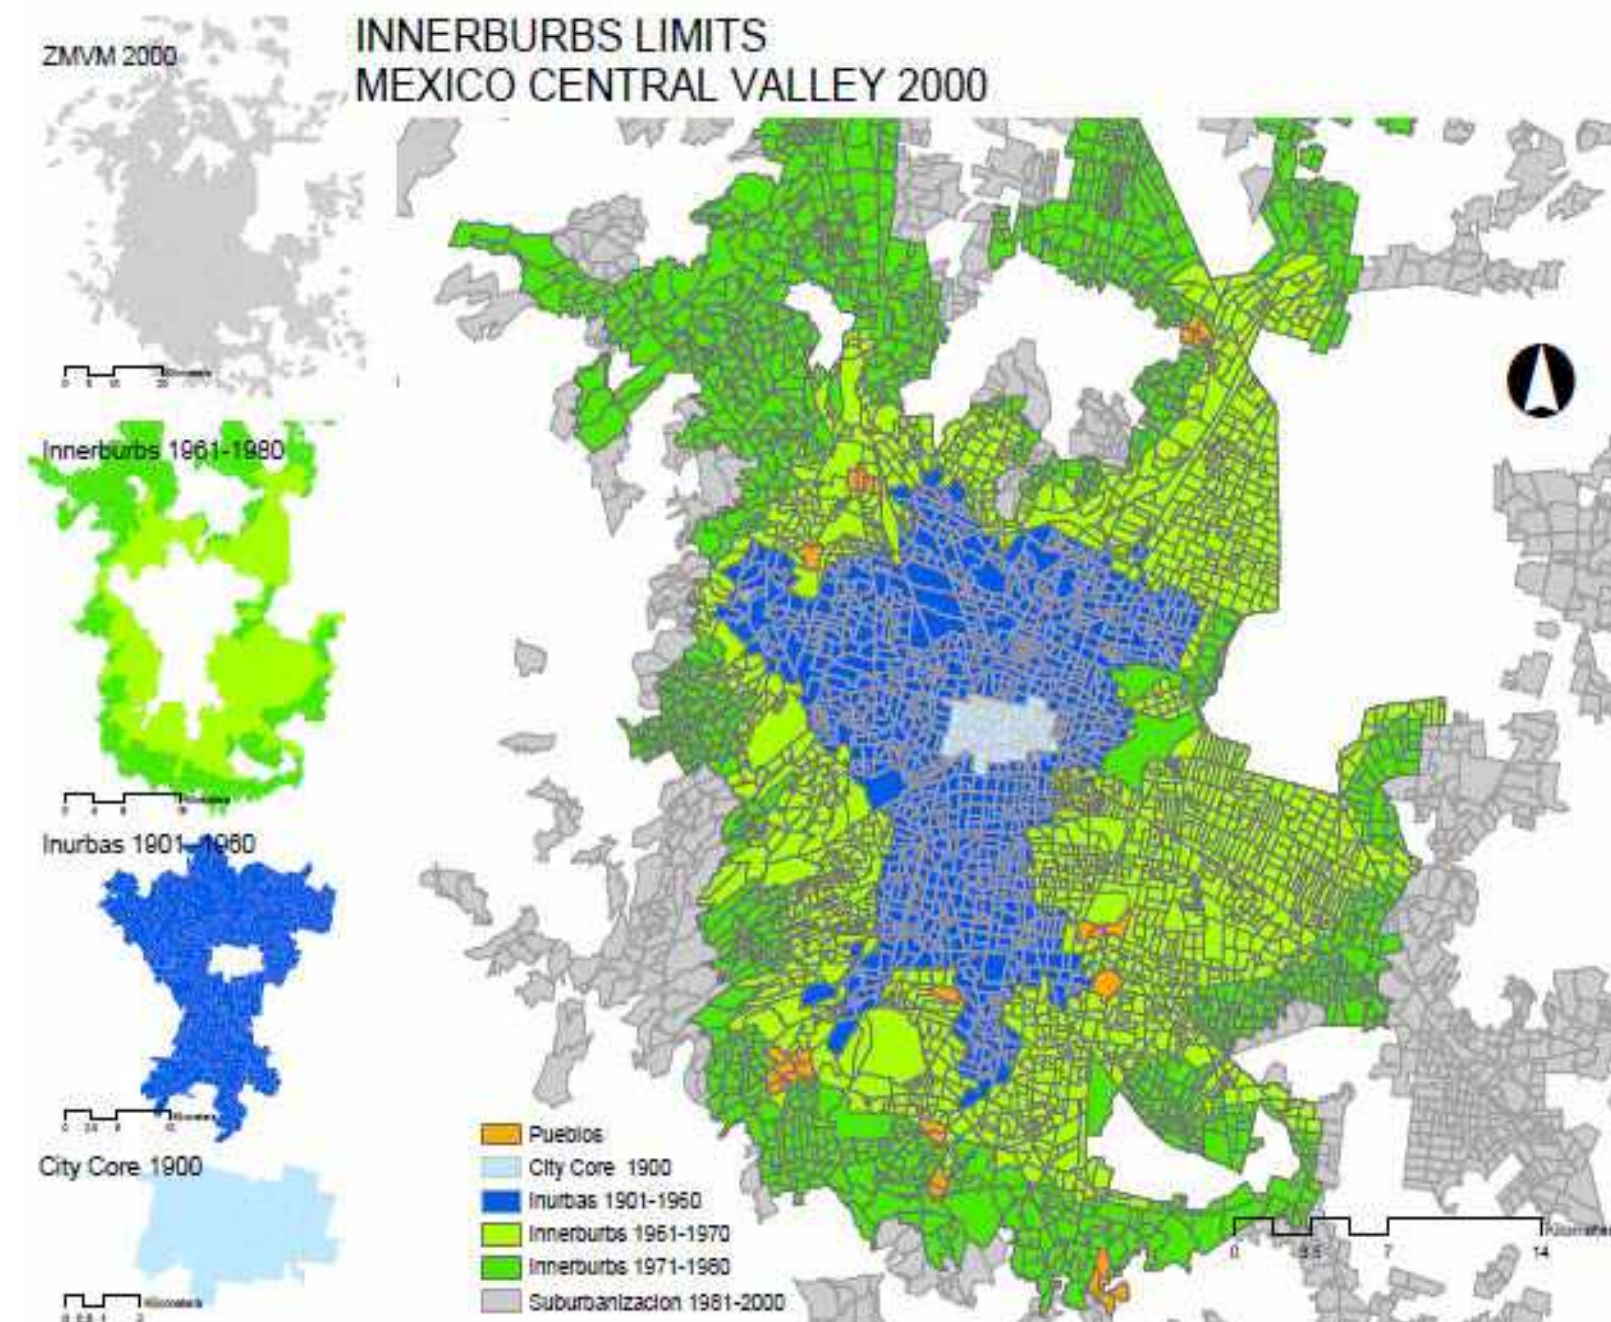 INNERBURBS LIMITS
MEXICO CENTRAL VALLEY 2000
ZMVM 2000
Innerburbs 1961-1980
Inurbas 1901-1960
City Core 1900
Pueblos
City Core 1900
Inurbas 1901-1960
Innerburbs 1961-1970
Innerburbs 1971-1980
Suburbanizacion 1981-2000
0 3.5 7 14
Kilometers